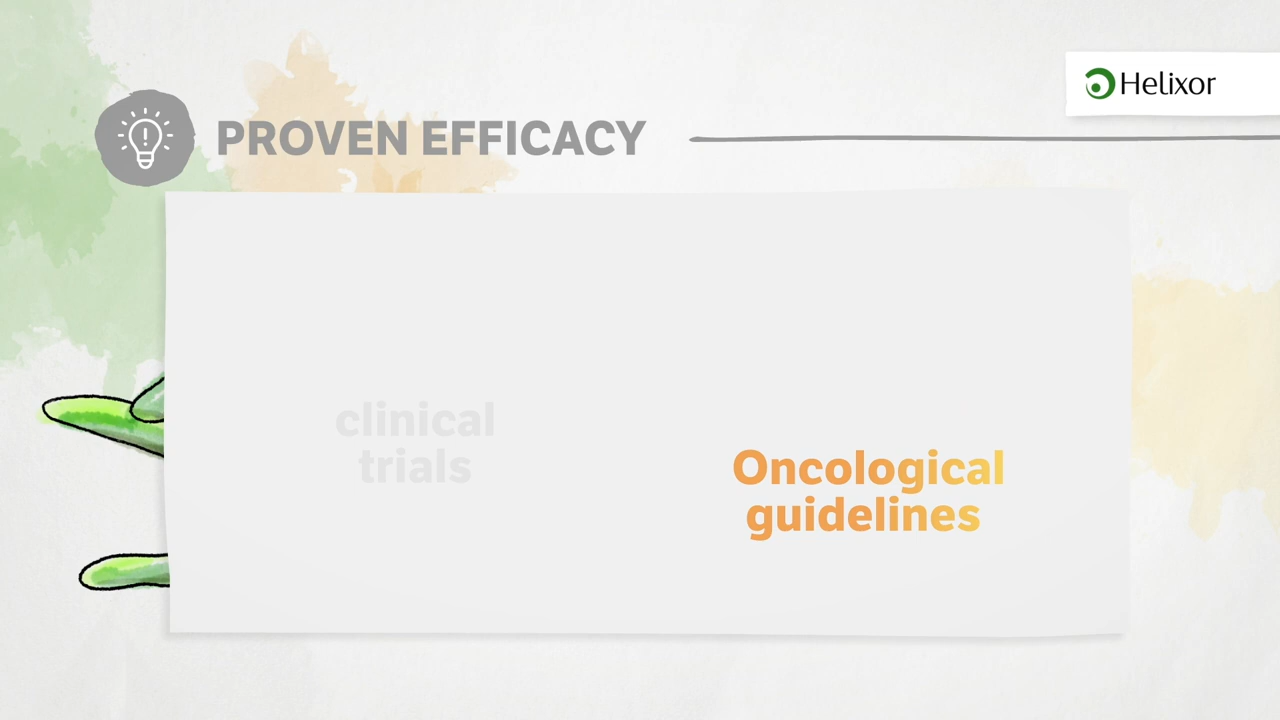 Helixor
PROVEN EFFICACY
clinical
trials
Oncological
guidelines